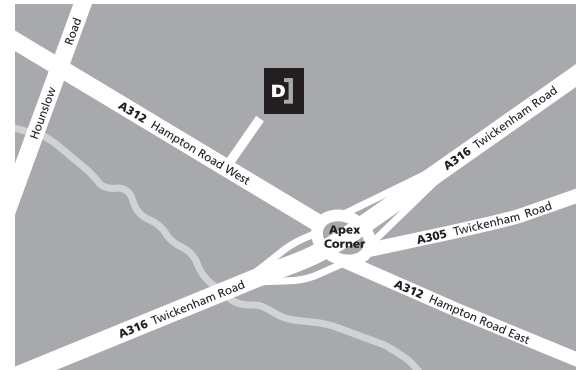 Hounslow Road
D]
A312 Hampton Road West
A316 Twickenham Road
Apex
Corner
A305 Twickenham Road
A316 Twickenham Road
A312 Hampton Road East